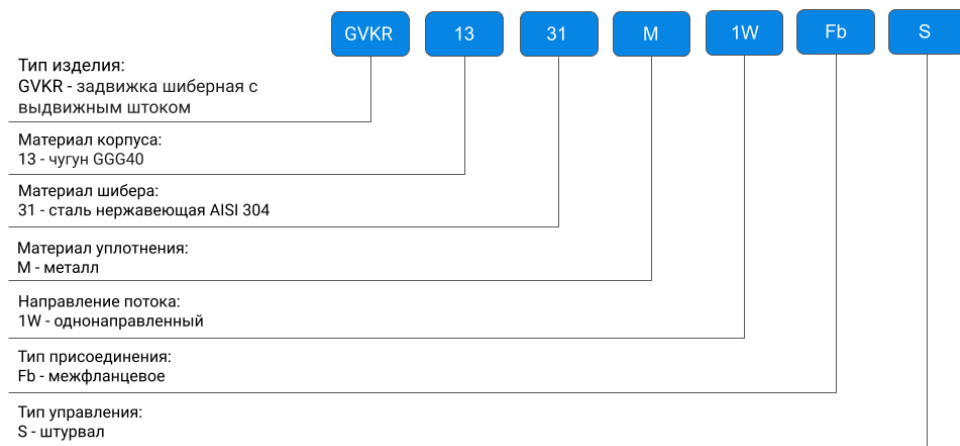 GVKR 13 31 M 1W Fb S
Тип изделия:
GVKR - задвижка шиберная с
выдвижным штоком
Материал корпуса:
13 - чугун GGG40
Материал шибера:
31 - сталь нержавеющая AISI 304
Материал уплотнения:
М - металл
Направление потока:
1W - однонаправленный
Тип присоединения:
Fb - межфланцевое
Тип управления:
S - штурвал